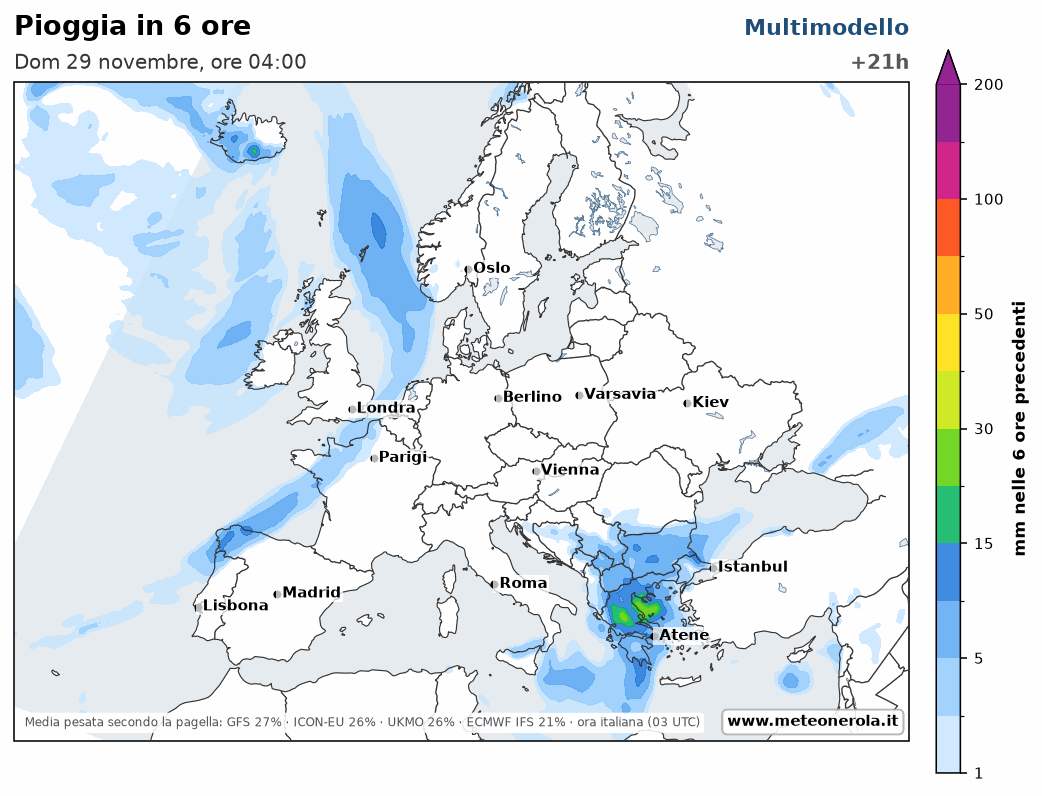 Pioggia in 6 ore
Multimodello
Dom 29 novembre, ore 04:00
+21h
200
100
50
30
15
5
1
mm nelle 6 ore precedenti
Oslo
Berlino
Varsavia
Kiev
Londra
Parigi
Vienna
Istanbul
Roma
Madrid
Lisbona
Atene
Media pesata secondo la pagella: GFS 27% · ICON-EU 26% · UKMO 26% · ECMWF IFS 21% · ora italiana (03 UTC)
www.meteonerola.it